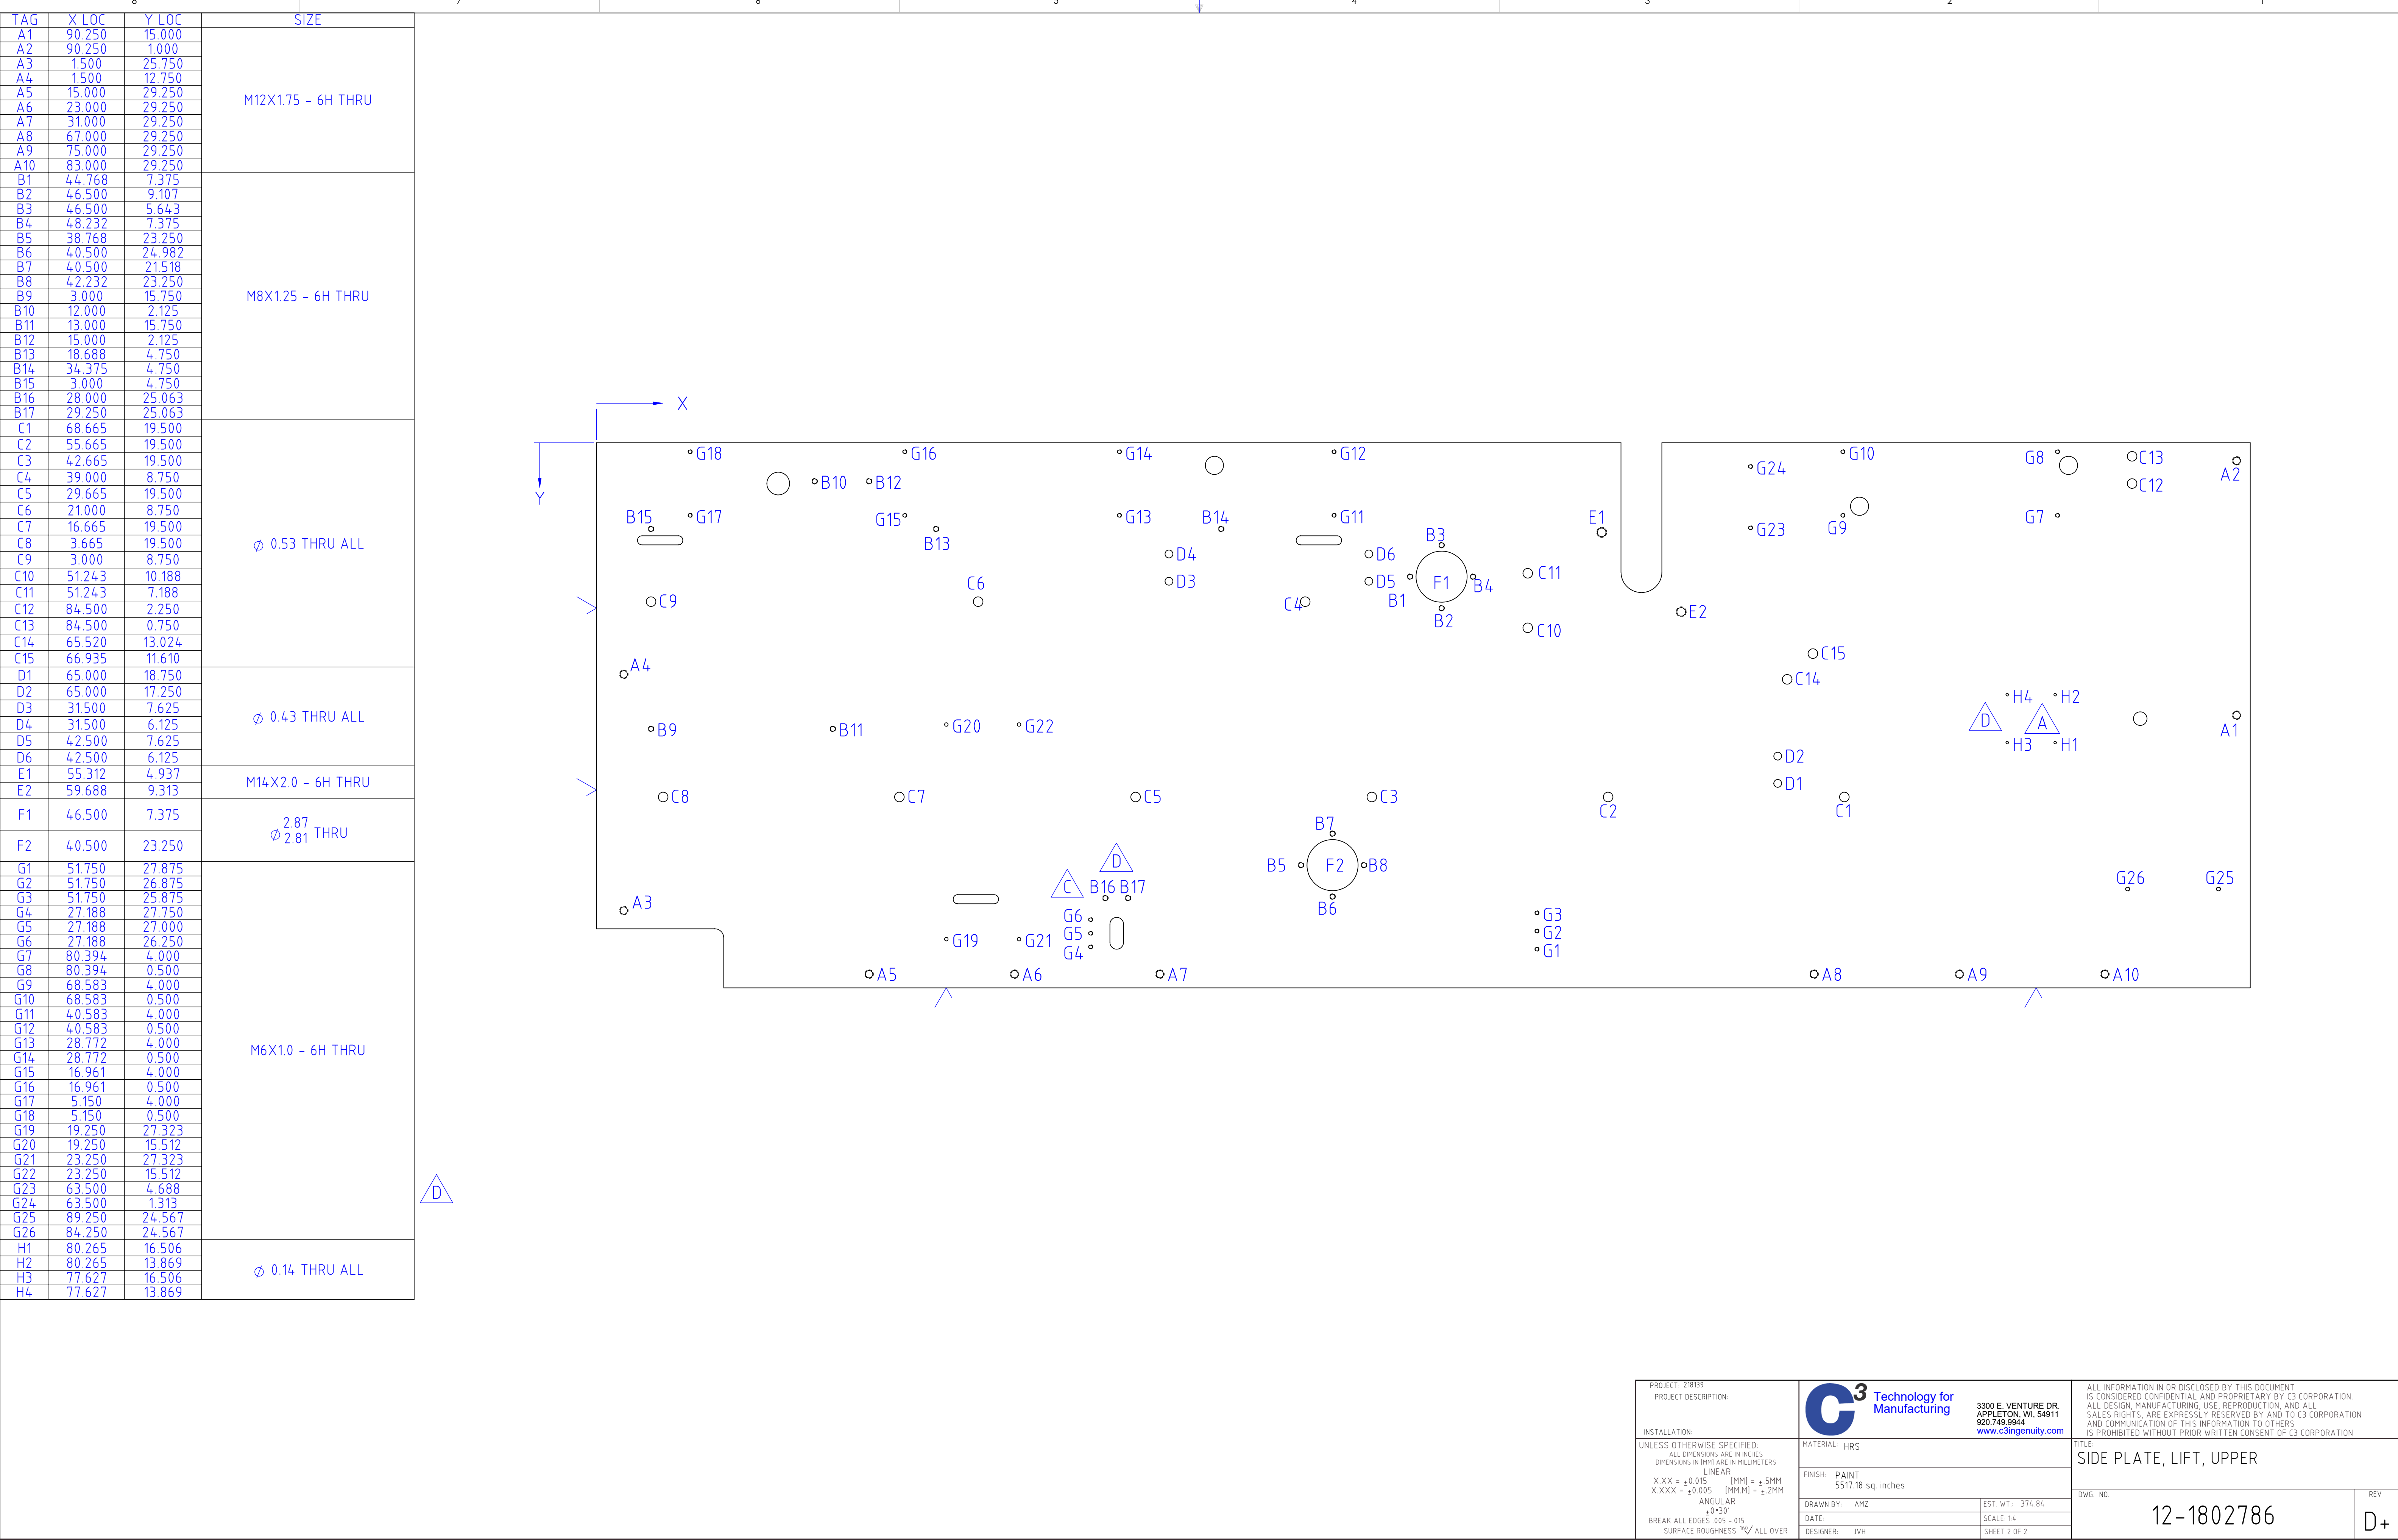 8 7 6 5 4 3 2 1
TAG X LOC Y LOC SIZE
A1 90.250 15.000
A2 90.250 1.000
A3 1.500 25.750
A4 1.500 12.750
A5 15.000 29.250
A6 23.000 29.250
A7 31.000 29.250
A8 67.000 29.250
A9 75.000 29.250
A10 83.000 29.250
M12X1.75 - 6H THRU
B1 44.768 7.375
B2 46.500 9.107
B3 46.500 5.643
B4 48.232 7.375
B5 38.768 23.250
B6 40.500 24.982
B7 40.500 21.518
B8 42.232 23.250
B9 3.000 15.750
B10 12.000 2.125
B11 13.000 15.750
B12 15.000 2.125
B13 18.688 4.750
B14 34.375 4.750
B15 3.000 4.750
B16 28.000 25.063
B17 29.250 25.063
M8X1.25 - 6H THRU
C1 68.665 19.500
C2 55.665 19.500
C3 42.665 19.500
C4 39.000 8.750
C5 29.665 19.500
C6 21.000 8.750
C7 16.665 19.500
C8 3.665 19.500
C9 3.000 8.750
C10 51.243 10.188
C11 51.243 7.188
C12 84.500 2.250
C13 84.500 0.750
C14 65.520 13.024
C15 66.935 11.610
⌀ 0.53 THRU ALL
D1 65.000 18.750
D2 65.000 17.250
D3 31.500 7.625
D4 31.500 6.125
D5 42.500 7.625
D6 42.500 6.125
⌀ 0.43 THRU ALL
E1 55.312 4.937
E2 59.688 9.313
M14X2.0 - 6H THRU
F1 46.500 7.375
F2 40.500 23.250
⌀ 2.87 2.81 THRU
G1 51.750 27.875
G2 51.750 26.875
G3 51.750 25.875
G4 27.188 27.750
G5 27.188 27.000
G6 27.188 26.250
G7 80.394 4.000
G8 80.394 0.500
G9 68.583 4.000
G10 68.583 0.500
G11 40.583 4.000
G12 40.583 0.500
G13 28.772 4.000
G14 28.772 0.500
G15 16.961 4.000
G16 16.961 0.500
G17 5.150 4.000
G18 5.150 0.500
G19 19.250 27.323
G20 19.250 15.512
G21 23.250 27.323
G22 23.250 15.512
G23 63.500 4.688
G24 63.500 1.313
G25 89.250 24.567
G26 84.250 24.567
M6X1.0 - 6H THRU
D
H1 80.265 16.506
H2 80.265 13.869
H3 77.627 16.506
H4 77.627 13.869
⌀ 0.14 THRU ALL
X
Y
G18 G16 G14 G12 G10 G8 C13
G24 A2
B10 B12 C12
B15 G17 G15 G13 B14 G11 E1 G9 G7
B13 B3 G23
D4 D6
C6 D3 D5 F1 B4 C11
C9 C4 B1 B2 E2
C10
A4 C15
C14
H4 H2
D A
B9 B11 G20 G22 A1
H3 H1
D2
D1
C8 C7 C5 C3 C2 C1
B7
D
B5 F2 B8
C B16 B17 G26 G25
A3 B6
G6 G3
G5 G2
G19 G21 G4 G1
A5 A6 A7 A8 A9 A10
PROJECT: 218139
PROJECT DESCRIPTION:
INSTALLATION:
UNLESS OTHERWISE SPECIFIED:
ALL DIMENSIONS ARE IN INCHES
DIMENSIONS IN [MM] ARE IN MILLIMETERS
LINEAR
X.XX = ±0.015 [MM] = ±.5MM
X.XXX = ±0.005 [MM.M] = ±.2MM
ANGULAR
±0°30'
BREAK ALL EDGES .005 - .015
SURFACE ROUGHNESS 160 ALL OVER
C3
Technology for
Manufacturing
3300 E. VENTURE DR.
APPLETON, WI, 54911
920.749.9944
www.c3ingenuity.com
MATERIAL: HRS
FINISH: PAINT
5517.18 sq. inches
DRAWN BY: AMZ
EST. WT.: 374.84
DATE:
SCALE: 1:4
DESIGNER: JVH
SHEET 2 OF 2
ALL INFORMATION IN OR DISCLOSED BY THIS DOCUMENT
IS CONSIDERED CONFIDENTIAL AND PROPRIETARY BY C3 CORPORATION.
ALL DESIGN, MANUFACTURING, USE, REPRODUCTION, AND ALL
SALES RIGHTS, ARE EXPRESSLY RESERVED BY AND TO C3 CORPORATION
AND COMMUNICATION OF THIS INFORMATION TO OTHERS
IS PROHIBITED WITHOUT PRIOR WRITTEN CONSENT OF C3 CORPORATION
TITLE:
SIDE PLATE, LIFT, UPPER
DWG. NO.
12-1802786
REV
D+